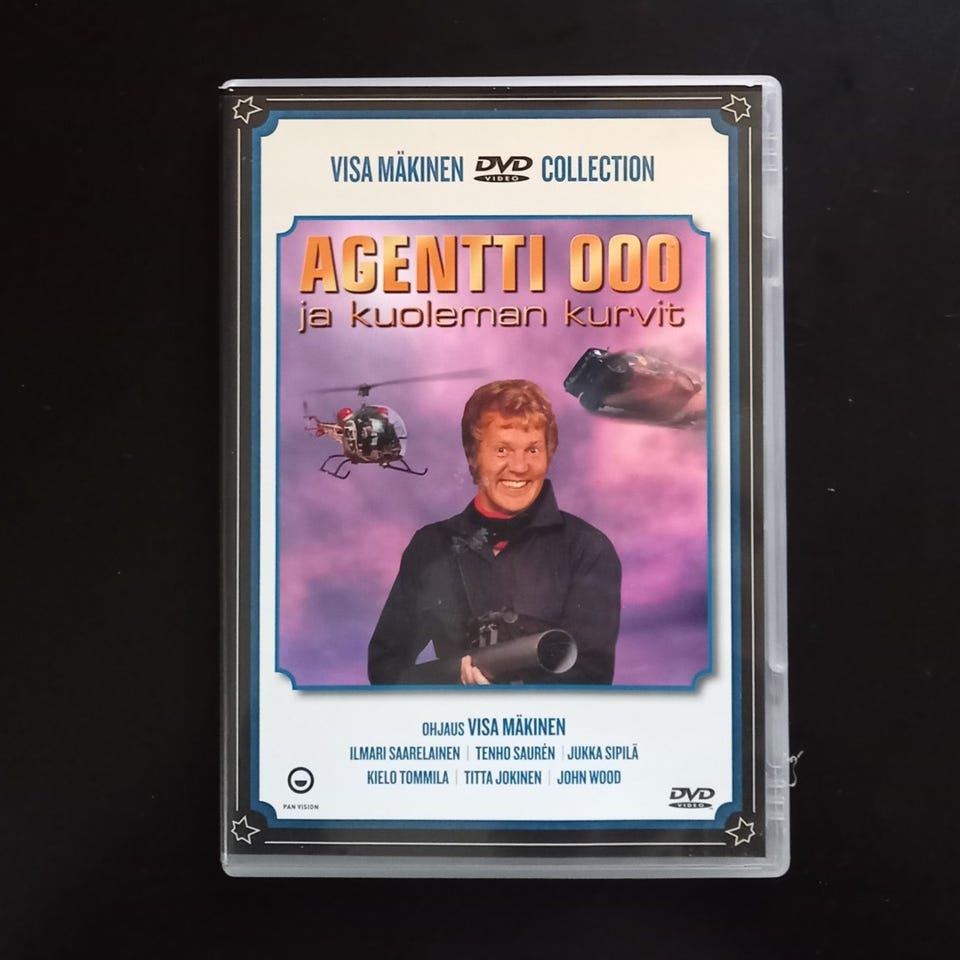 VISA MÄKINEN DVD VIDEO COLLECTION
AGENTTI 000
ja kuoleman kurvit
OHJAUS VISA MÄKINEN
ILMARI SAARELAINEN | TENHO SAURÉN | JUKKA SIPILÄ
KIELO TOMMILA | TITTA JOKINEN | JOHN WOOD
PAN VISION
DVD VIDEO